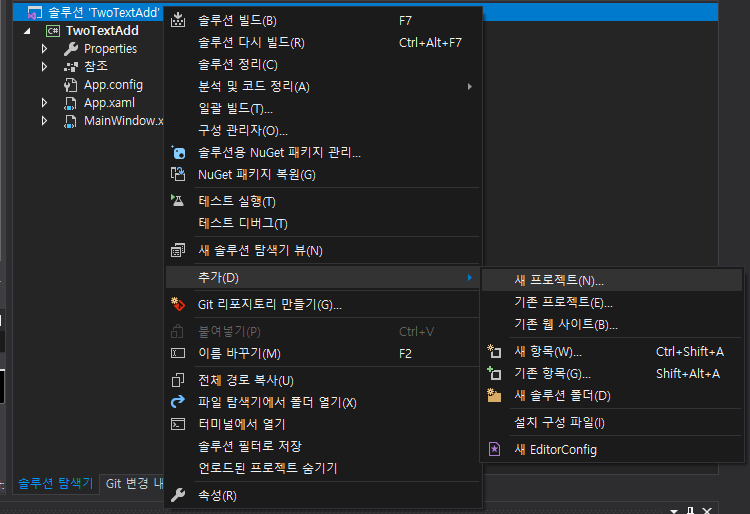 솔루션 'TwoTextAdd'
TwoTextAdd
Properties
참조
App.config
App.xaml
MainWindow.x
솔루션 탐색기
Git 변경 내
솔루션 빌드(B) F7
솔루션 다시 빌드(R) Ctrl+Alt+F7
솔루션 정리(C)
분석 및 코드 정리(A)
일괄 빌드(T)...
구성 관리자(O)...
솔루션용 NuGet 패키지 관리...
NuGet 패키지 복원(G)
테스트 실행(T)
테스트 디버그(T)
새 솔루션 탐색기 뷰(N)
추가(D)
Git 리포지토리 만들기(G)...
붙여넣기(P) Ctrl+V
이름 바꾸기(M) F2
전체 경로 복사(U)
파일 탐색기에서 폴더 열기(X)
터미널에서 열기
솔루션 필터로 저장
언로드된 프로젝트 숨기기
속성(R)
새 프로젝트(N)...
기존 프로젝트(E)...
기존 웹 사이트(B)...
새 항목(W)... Ctrl+Shift+A
기존 항목(G)... Shift+Alt+A
새 솔루션 폴더(D)
설치 구성 파일(I)
새 EditorConfig